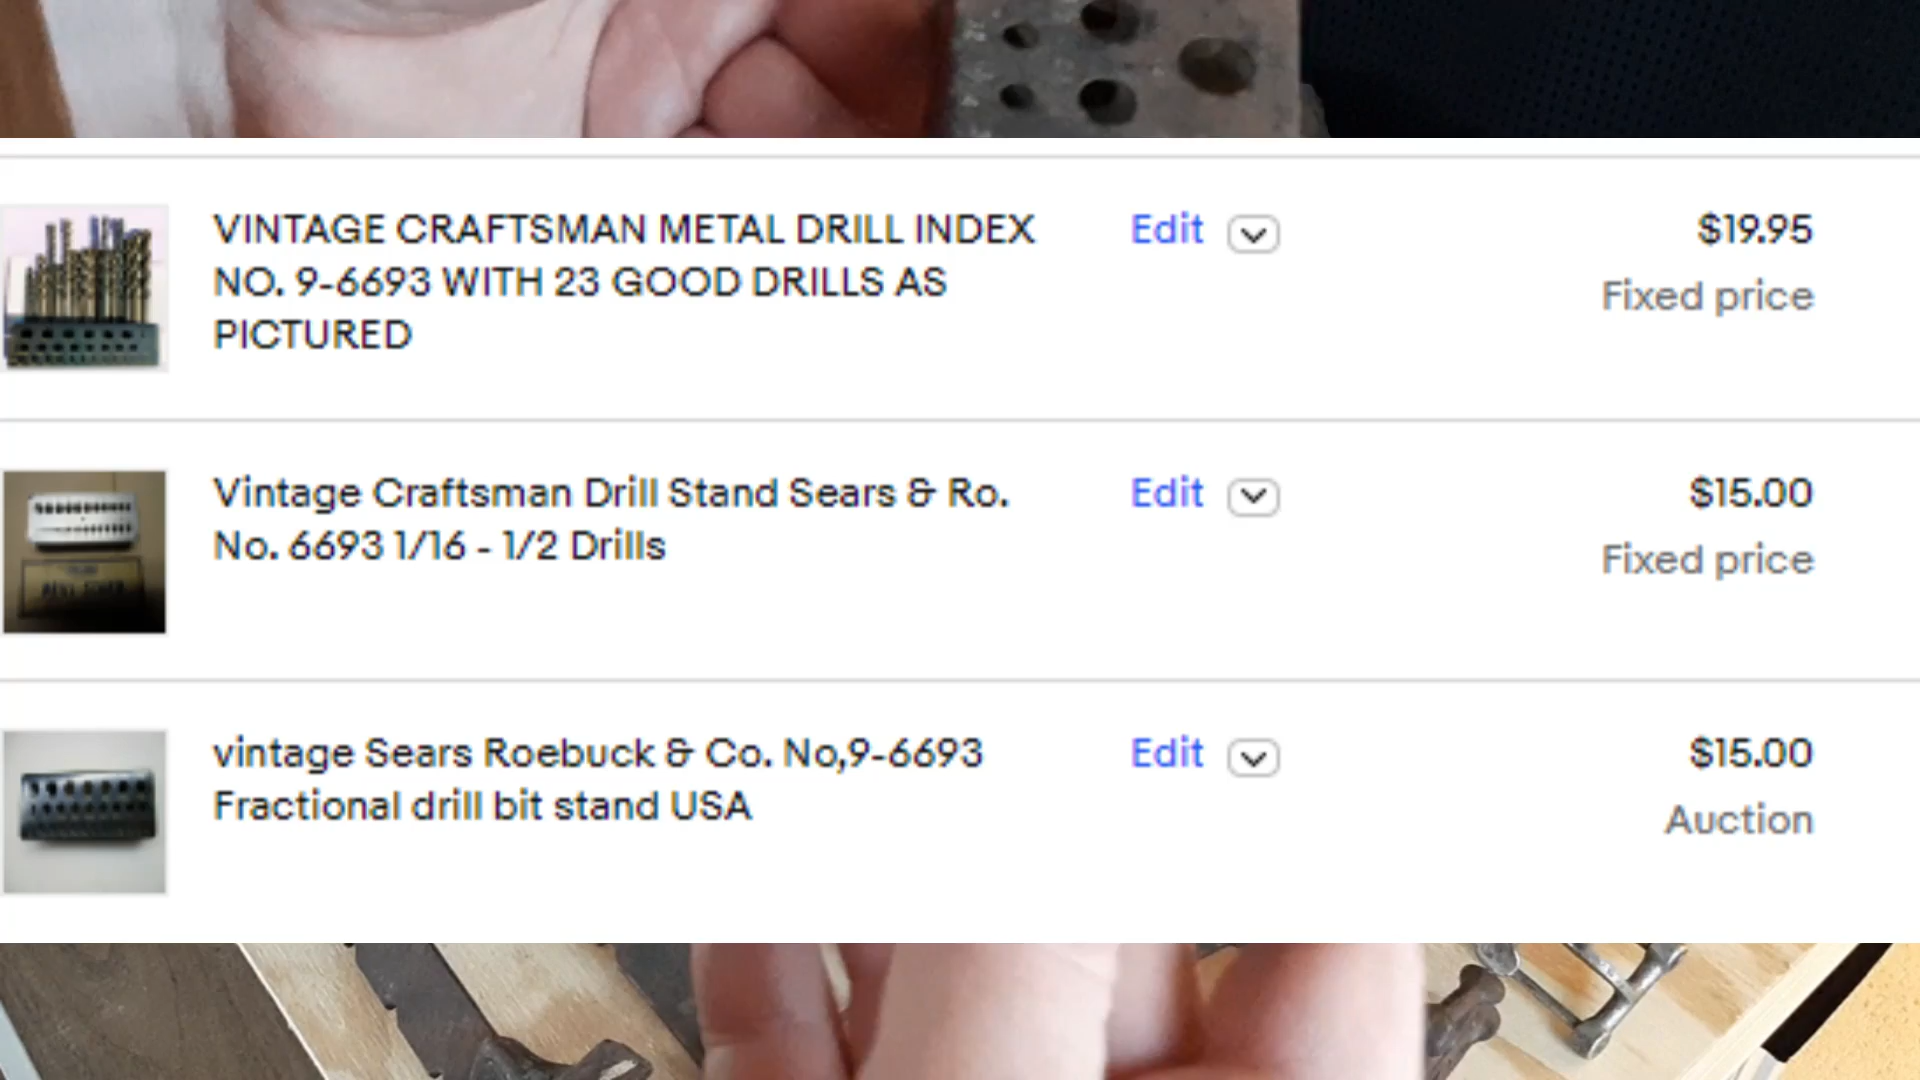 VINTAGE CRAFTSMAN METAL DRILL INDEX
NO. 9-6693 WITH 23 GOOD DRILLS AS
PICTURED
Edit
$19.95
Fixed price
Vintage Craftsman Drill Stand Sears & Ro.
No. 6693 1/16 - 1/2 Drills
Edit
$15.00
Fixed price
vintage Sears Roebuck & Co. No,9-6693
Fractional drill bit stand USA
Edit
$15.00
Auction